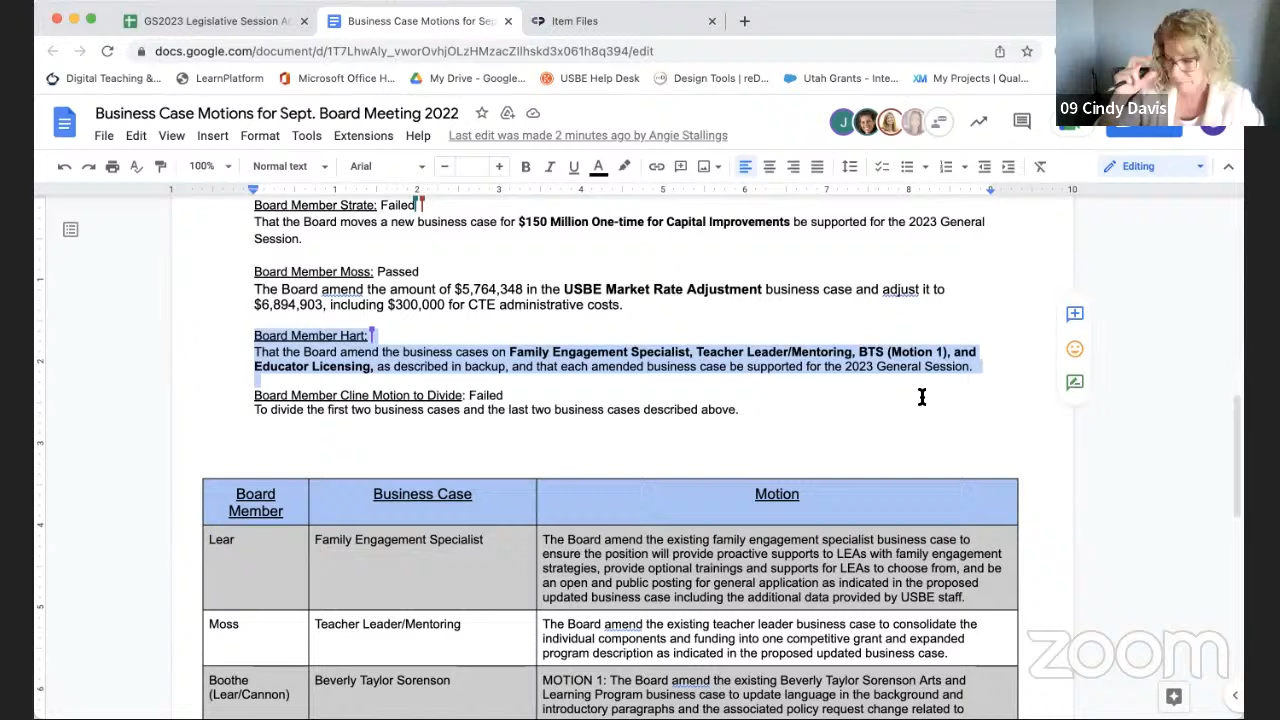 GS2023 Legislative Session A
Business Case Motions for Sep
Item Files
docs.google.com/document/d/1T7LhwAly_vworOvhjOLzHMzacZIlhskd3x061h8q394/edit
Digital Teaching &... LearnPlatform Microsoft Office H... My Drive - Google... USBE Help Desk Design Tools | reD... Utah Grants - Inte... My Projects | Qual...
09 Cindy Davis
Business Case Motions for Sept. Board Meeting 2022
File Edit View Insert Format Tools Extensions Help Last edit was made 2 minutes ago by Angie Stallings
100% Normal text Arial Editing
1 1 2 3 4 5 6 7 8 9 10
Board Member Strate: Failed
That the Board moves a new business case for $150 Million One-time for Capital Improvements be supported for the 2023 General
Session.
Board Member Moss: Passed
The Board amend the amount of $5,764,348 in the USBE Market Rate Adjustment business case and adjust it to
$6,894,903, including $300,000 for CTE administrative costs.
Board Member Hart:
That the Board amend the business cases on Family Engagement Specialist, Teacher Leader/Mentoring, BTS (Motion 1), and
Educator Licensing, as described in backup, and that each amended business case be supported for the 2023 General Session.
Board Member Cline Motion to Divide: Failed
To divide the first two business cases and the last two business cases described above.
Board
Member
Business Case
Motion
Lear
Family Engagement Specialist
The Board amend the existing family engagement specialist business case to
ensure the position will provide proactive supports to LEAs with family engagement
strategies, provide optional trainings and supports for LEAs to choose from, and be
an open and public posting for general application as indicated in the proposed
updated business case including the additional data provided by USBE staff.
Moss
Teacher Leader/Mentoring
The Board amend the existing teacher leader business case to consolidate the
individual components and funding into one competitive grant and expanded
program description as indicated in the proposed updated business case.
Boothe
(Lear/Cannon)
Beverly Taylor Sorenson
MOTION 1: The Board amend the existing Beverly Taylor Sorenson Arts and
Learning Program business case to update language in the background and
introductory paragraphs and the associated policy request change related to
zoom